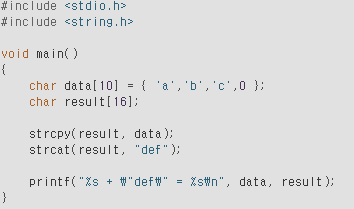 #include <stdio.h>
#include <string.h>

void main()
{
    char data[10] = { 'a','b','c',0 };
    char result[16];

    strcpy(result, data);
    strcat(result, "def");

    printf("%s + ₩"def₩" = %s₩n", data, result);
}